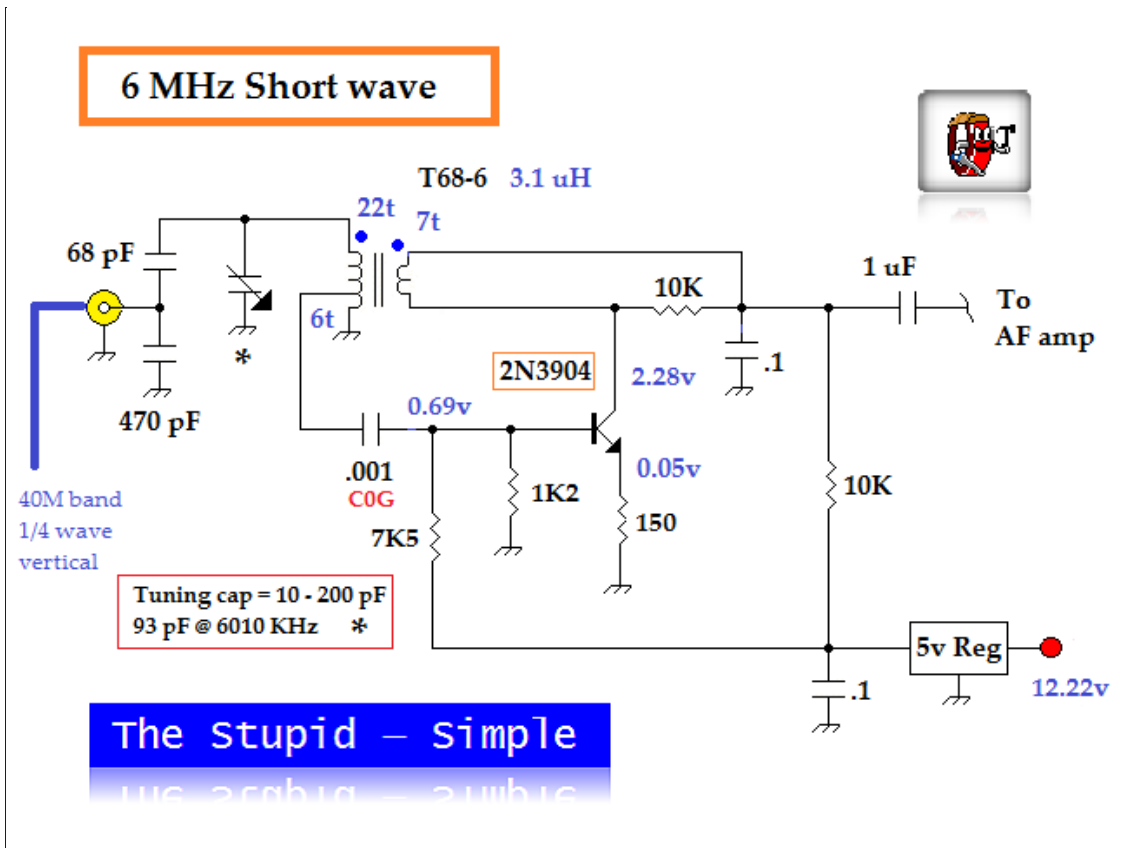 6 MHz Short wave
T68-6 3.1 uH
22t
7t
68 pF
1 uF
10K
To
AF amp
6t
*
.1
2N3904
2.28v
470 pF
0.69v
0.05v
.001
C0G
1K2
10K
40M band
1/4 wave
vertical
7K5
150
Tuning cap = 10 - 200 pF
93 pF @ 6010 KHz *
5v Reg
.1
12.22v
The Stupid – Simple